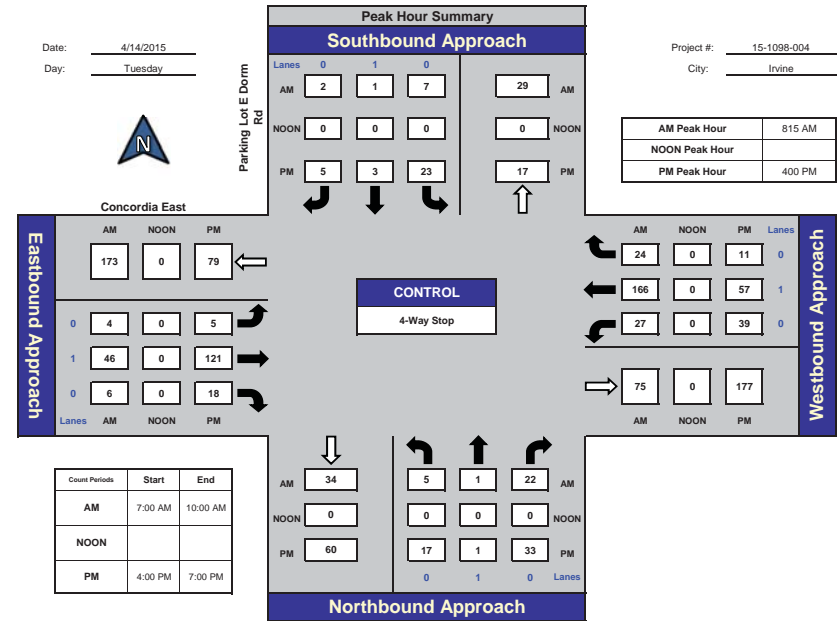 Peak Hour Summary
Southbound Approach
Date: 4/14/2015
Day: Tuesday
Project #: 15-1098-004
City: Irvine
N
Parking Lot E Dorm
Rd
Lanes 0 1 0
AM 2 1 7 29 AM
NOON 0 0 0 0 NOON
PM 5 3 23 17 PM
AM Peak Hour 815 AM
NOON Peak Hour
PM Peak Hour 400 PM
Concordia East
Eastbound Approach
AM NOON PM
173 0 79
0 4 0 5
1 46 0 121
0 6 0 18
Lanes AM NOON PM
CONTROL
4-Way Stop
AM NOON PM Lanes
24 0 11 0
166 0 57 1
27 0 39 0
75 0 177
AM NOON PM
Westbound Approach
Count Periods Start End
AM 7:00 AM 10:00 AM
NOON
PM 4:00 PM 7:00 PM
AM 34 5 1 22 AM
NOON 0 0 0 0 NOON
PM 60 17 1 33 PM
0 1 0 Lanes
Northbound Approach